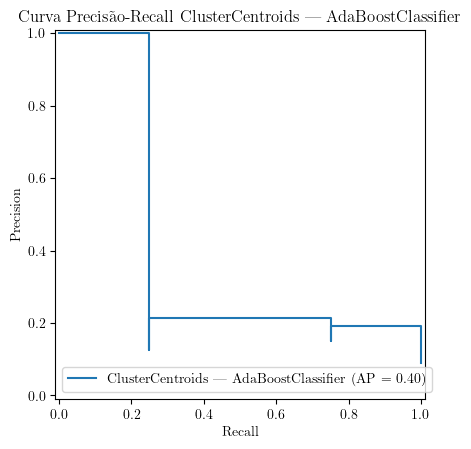 Curva Precisão-Recall ClusterCentroids — AdaBoostClassifier
1.0
0.8
0.6
0.4
0.2
0.0
Precision
ClusterCentroids — AdaBoostClassifier (AP = 0.40)
0.0 0.2 0.4 0.6 0.8 1.0
Recall